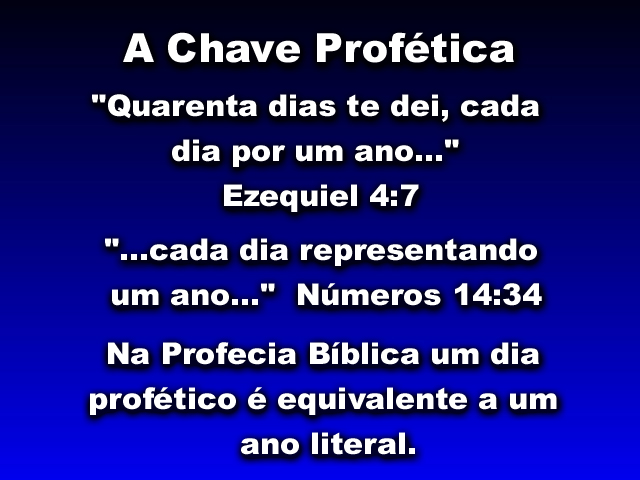 A Chave Profética
"Quarenta dias te dei, cada
dia por um ano..."
Ezequiel 4:7
"...cada dia representando
um ano..." Números 14:34
Na Profecia Bíblica um dia
profético é equivalente a um
ano literal.